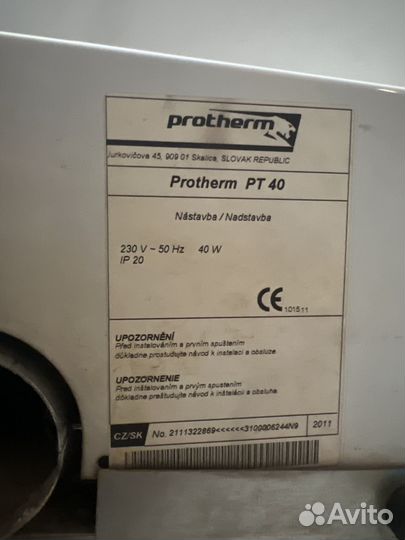 protherm
Jurkovičova 45, 909 01 Skalica, SLOVAK REPUBLIC
Protherm PT 40
Nástavba / Nadstavba
230 V ~ 50 Hz 40 W
IP 20
CE 101511
UPOZORNĚNÍ
Před instalováním a prvním spuštěním
důkladně prostudujte návod k instalaci a obsluze
UPOZORNENIE
Pred inštalovaním a prvým spustením
dôkladne preštudujte návod k inštalácii a obsluhe
CZ/SK No. 2111322869<<<<<<3100006244N9 2011
Avito